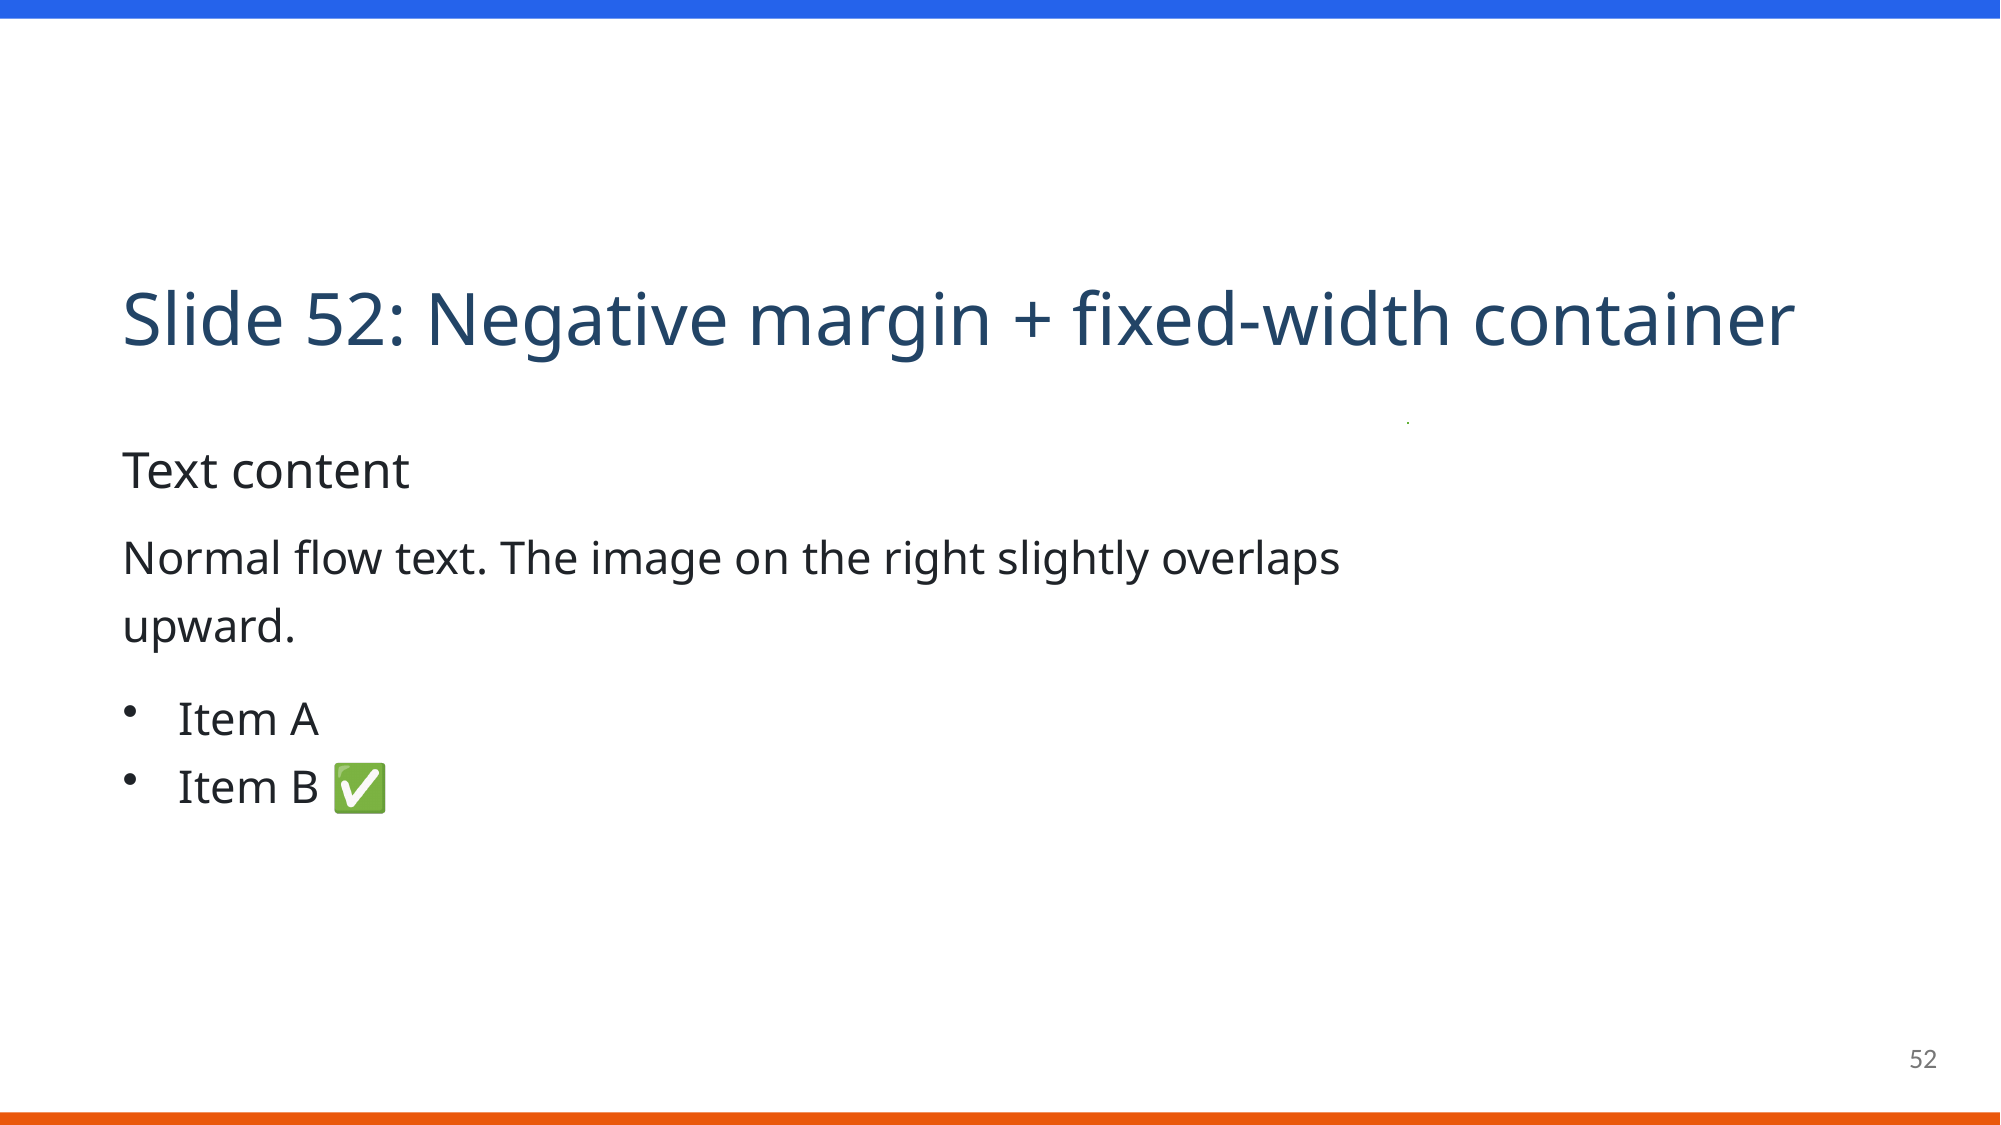 Slide 52: Negative margin + fixed-width container
Text content
Normal flow text. The image on the right slightly overlaps
upward.
• Item A
• Item B ✅
52